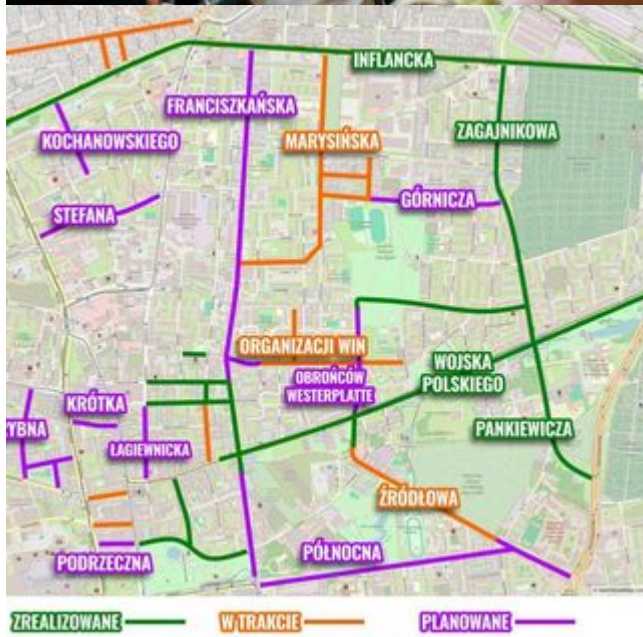 INFLANCKA
FRANCISZKAŃSKA
ZAGAJNIKOWA
KOCHANOWSKIEGO
MARYSIŃSKA
GÓRNICZA
STEFANA
ORGANIZACJI WIN
WOJSKA
POLSKIEGO
OBROŃCÓW
WESTERPLATTE
KRÓTKA
RYBNA
PANKIEWICZA
ŁAGIEWNICKA
ŹRÓDŁOWA
PÓŁNOCNA
PODRZECZNA
ZREALIZOWANE
W TRAKCIE
PLANOWANE